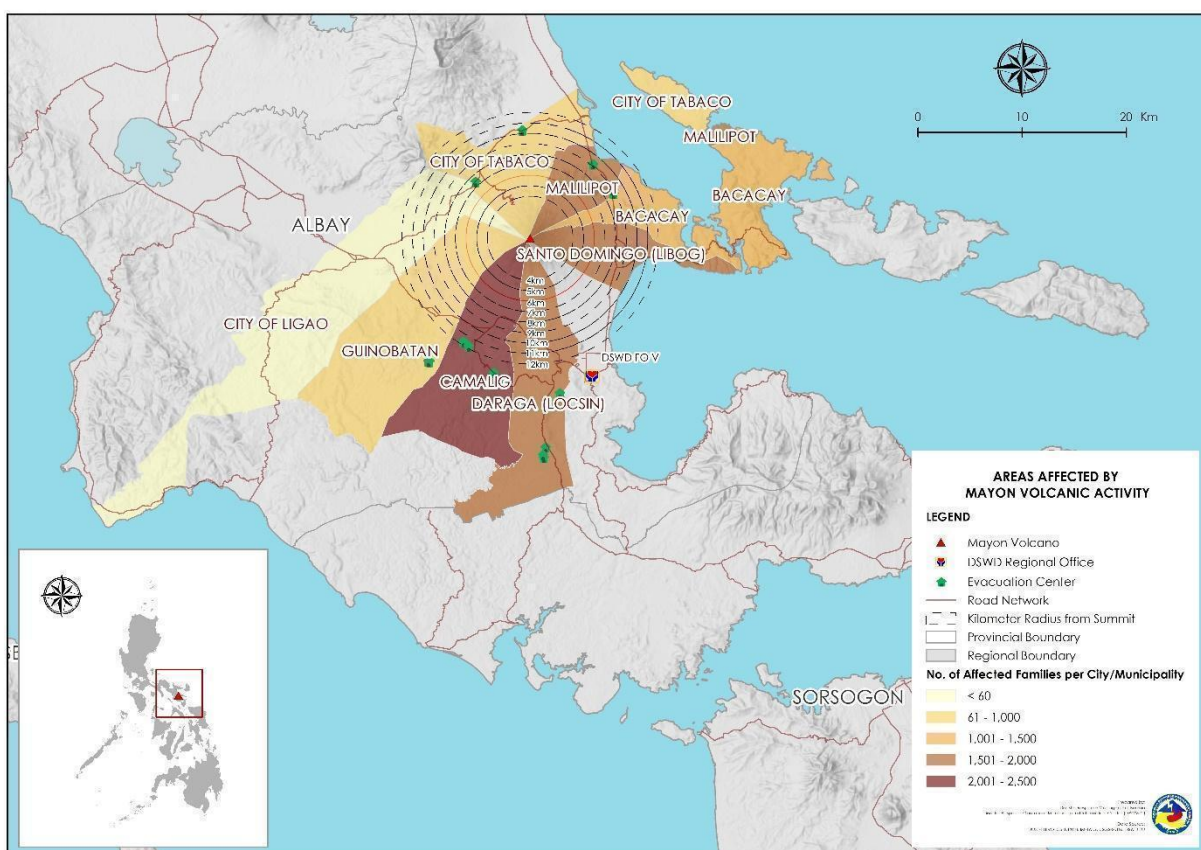 CITY OF TABACO
MALILIPOT
0 10 20 Km
CITY OF TABACO
MALILIPOT
BACACAY
BACACAY
ALBAY
SANTO DOMINGO (LIBOG)
4km
5km
6km
7km
8km
9km
10km
11km
12km
CITY OF LIGAO
GUINOBATAN
DSWD FO V
CAMALIG
DARAGA (LOCSIN)
SORSOGON
AREAS AFFECTED BY
MAYON VOLCANIC ACTIVITY
LEGEND
Mayon Volcano
DSWD Regional Office
Evacuation Center
Road Network
Kilometer Radius from Summit
Provincial Boundary
Regional Boundary
No. of Affected Families per City/Municipality
< 60
61 - 1,000
1,001 - 1,500
1,501 - 2,000
2,001 - 2,500